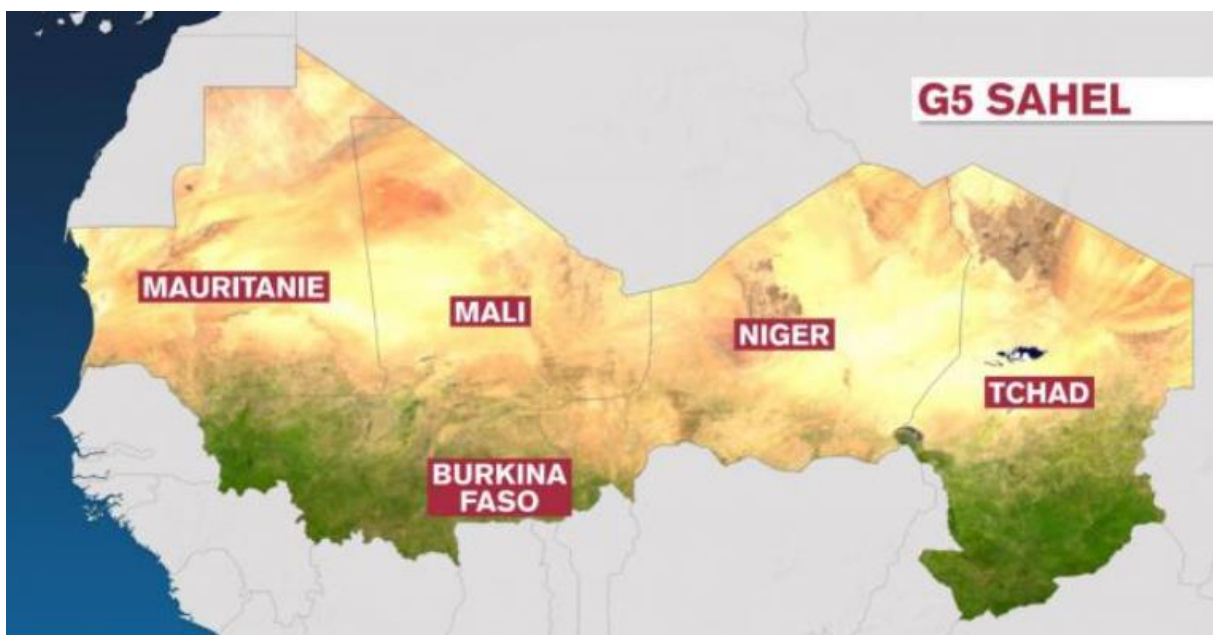 G5 SAHEL
MAURITANIE
MALI
NIGER
TCHAD
BURKINA
FASO